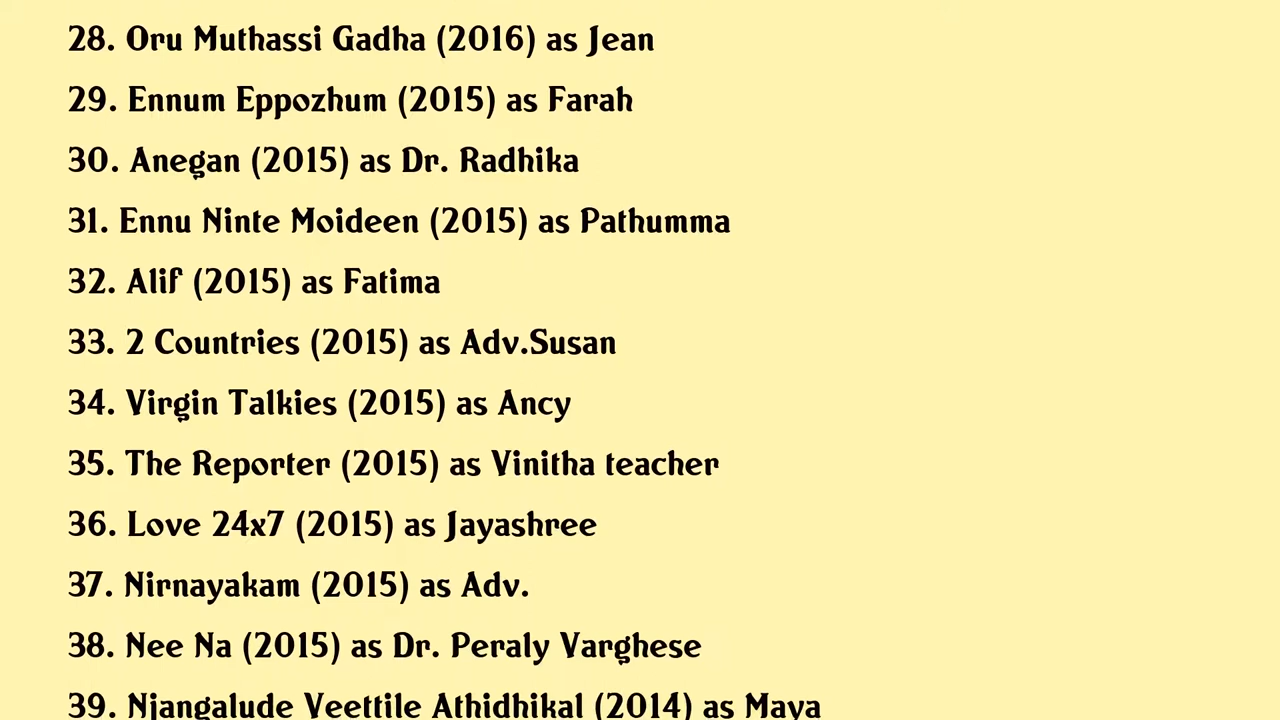 28. Oru Muthassi Gadha (2016) as Jean
29. Ennum Eppozhum (2015) as Farah
30. Anegan (2015) as Dr. Radhika
31. Ennu Ninte Moideen (2015) as Pathumma
32. Alif (2015) as Fatima
33. 2 Countries (2015) as Adv.Susan
34. Virgin Talkies (2015) as Ancy
35. The Reporter (2015) as Vinitha teacher
36. Love 24x7 (2015) as Jayashree
37. Nirnayakam (2015) as Adv.
38. Nee Na (2015) as Dr. Peraly Varghese
39. Njangalude Veettile Athidhikal (2014) as Maya